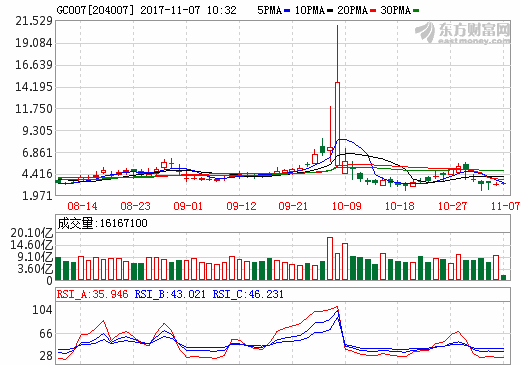 GC007[204007] 2017-11-07 10:32 5PMA 10PMA 20PMA 30PMA
东方财富网
eastmoney.com
21.529
19.084
16.639
14.195
11.750
9.305
6.861
4.416
1.971
08-14 08-23 09-01 09-12 09-21 10-09 10-18 10-27 11-07
成交量:16167100
20.10亿
14.60亿
9.10亿
3.60亿
0
RSI_A:35.946 RSI_B:43.021 RSI_C:46.231
104
66
28